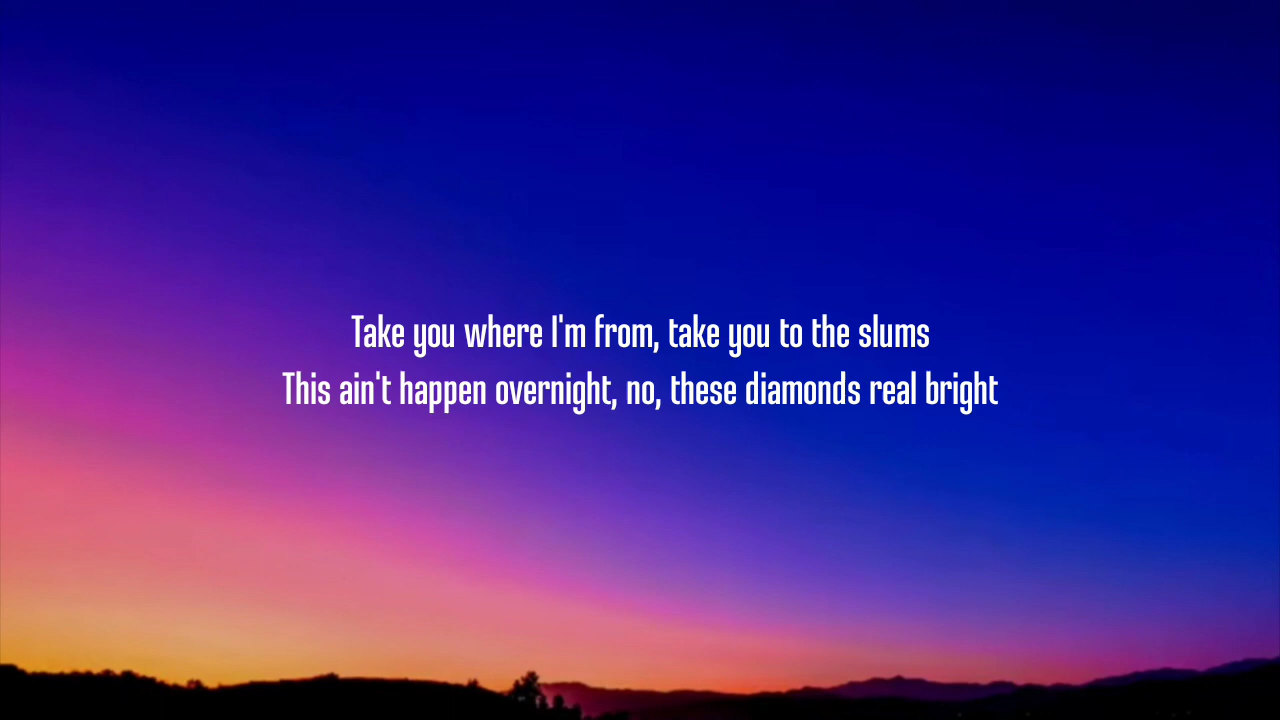 Take you where I'm from, take you to the slums
This ain't happen overnight, no, these diamonds real bright